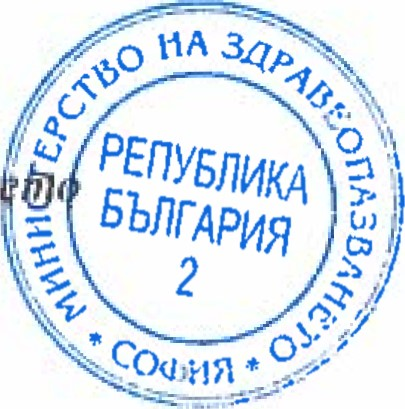 МИНИСТЕРСТВО НА ЗДРАВЕОПАЗВАНЕТО
* СОФИЯ *
РЕПУБЛИКА
БЪЛГАРИЯ
2